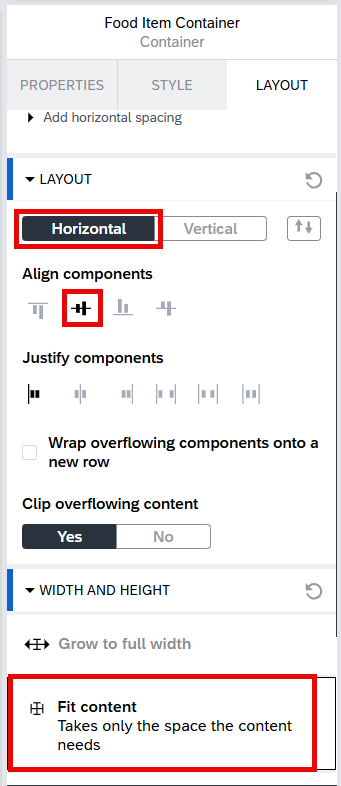 Food Item Container
Container
PROPERTIES
STYLE
LAYOUT
Add horizontal spacing
LAYOUT
Horizontal
Vertical
Align components
Justify components
Wrap overflowing components onto a
new row
Clip overflowing content
Yes
No
WIDTH AND HEIGHT
Grow to full width
Fit content
Takes only the space the content
needs